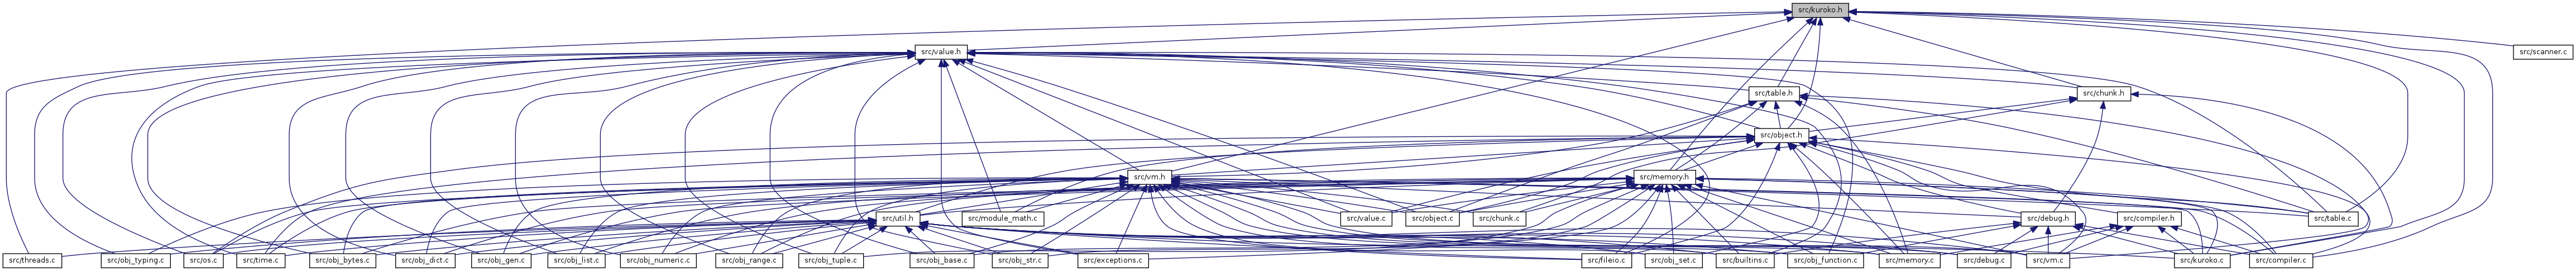 src/kuroko.h
src/value.h
src/scanner.c
src/table.h
src/chunk.h
src/object.h
src/vm.h
src/memory.h
src/util.h
src/module_math.c
src/value.c
src/object.c
src/chunk.c
src/debug.h
src/compiler.h
src/table.c
src/threads.c
src/obj_typing.c
src/os.c
src/time.c
src/obj_bytes.c
src/obj_dict.c
src/obj_gen.c
src/obj_list.c
src/obj_numeric.c
src/obj_range.c
src/obj_tuple.c
src/obj_base.c
src/obj_str.c
src/exceptions.c
src/fileio.c
src/obj_set.c
src/builtins.c
src/obj_function.c
src/memory.c
src/debug.c
src/vm.c
src/kuroko.c
src/compiler.c